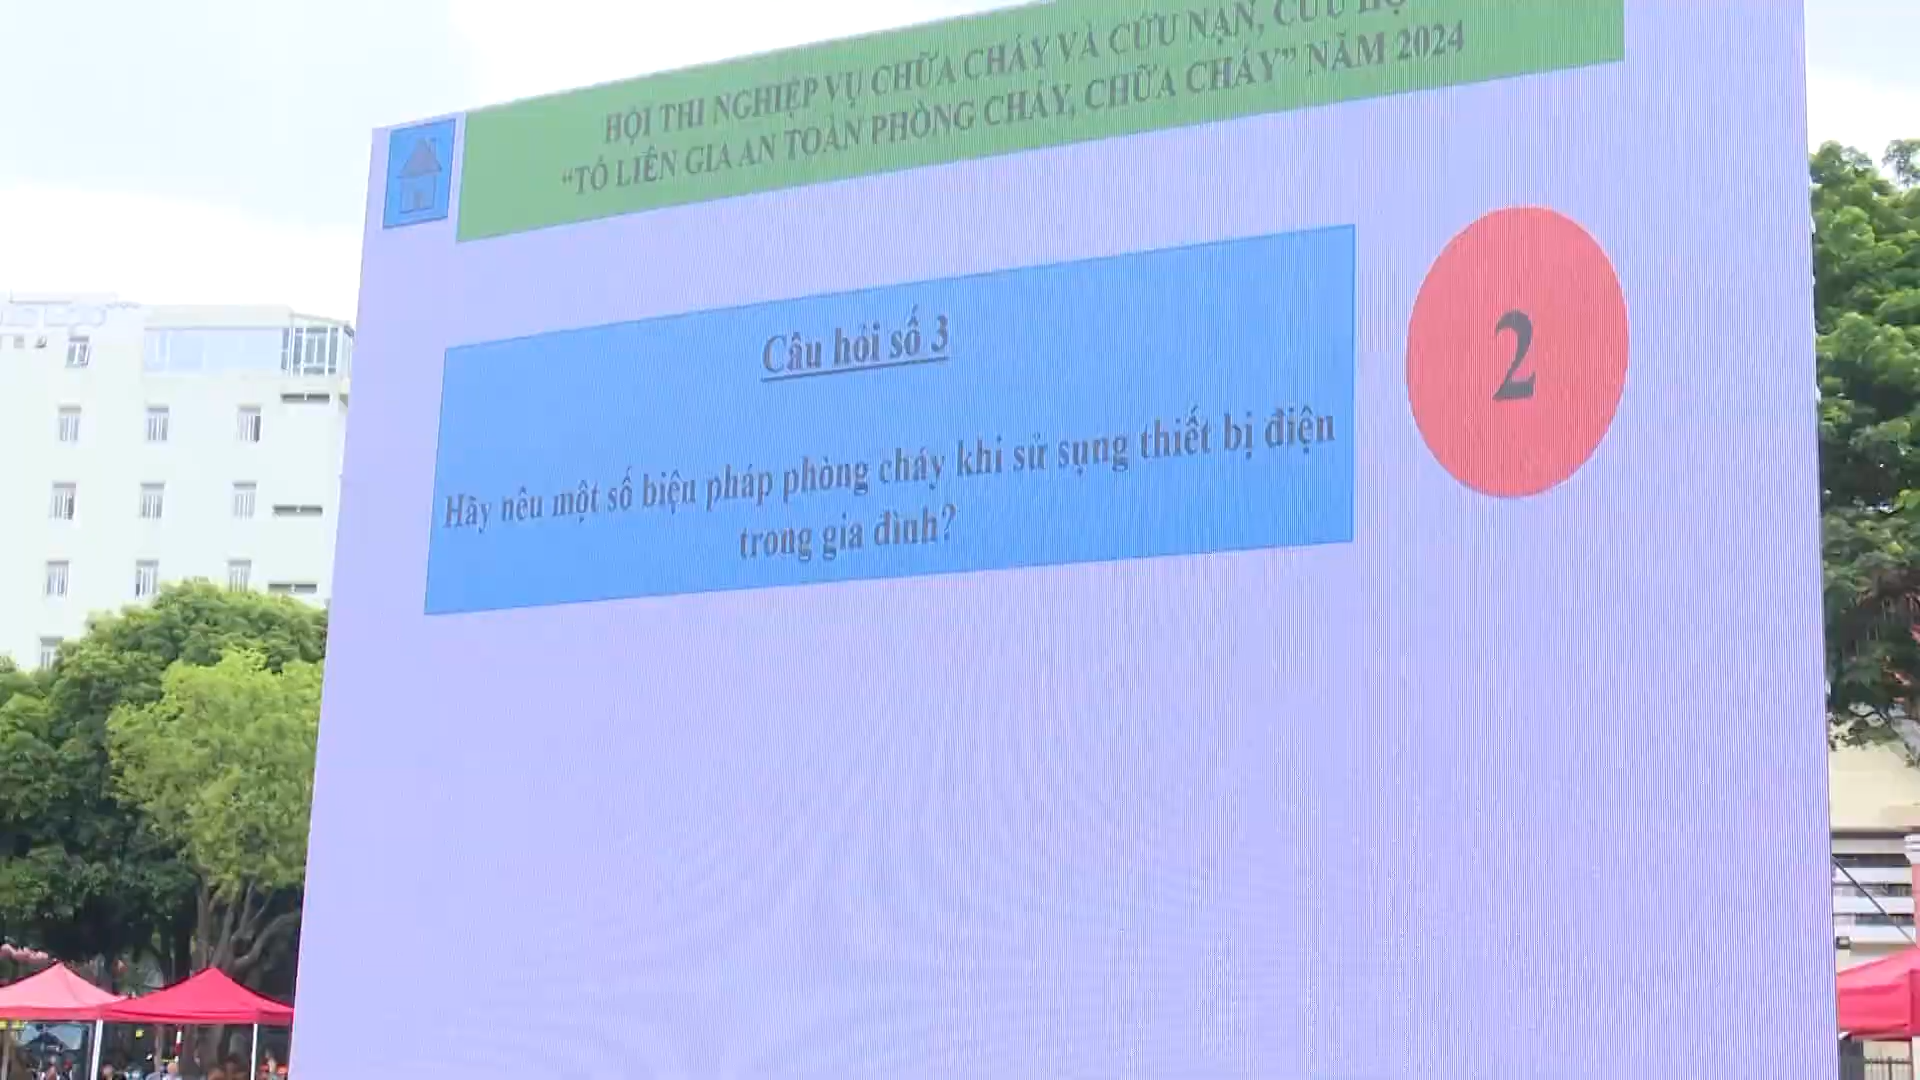 HỘI THI NGHIỆP VỤ CHỮA CHÁY VÀ CỨU NẠN, CỨU HỘ
“TỔ LIÊN GIA AN TOÀN PHÒNG CHÁY, CHỮA CHÁY” NĂM 2024
Câu hỏi số 3
2
Hãy nêu một số biệu pháp phòng cháy khi sử sụng thiết bị điện
trong gia đình?